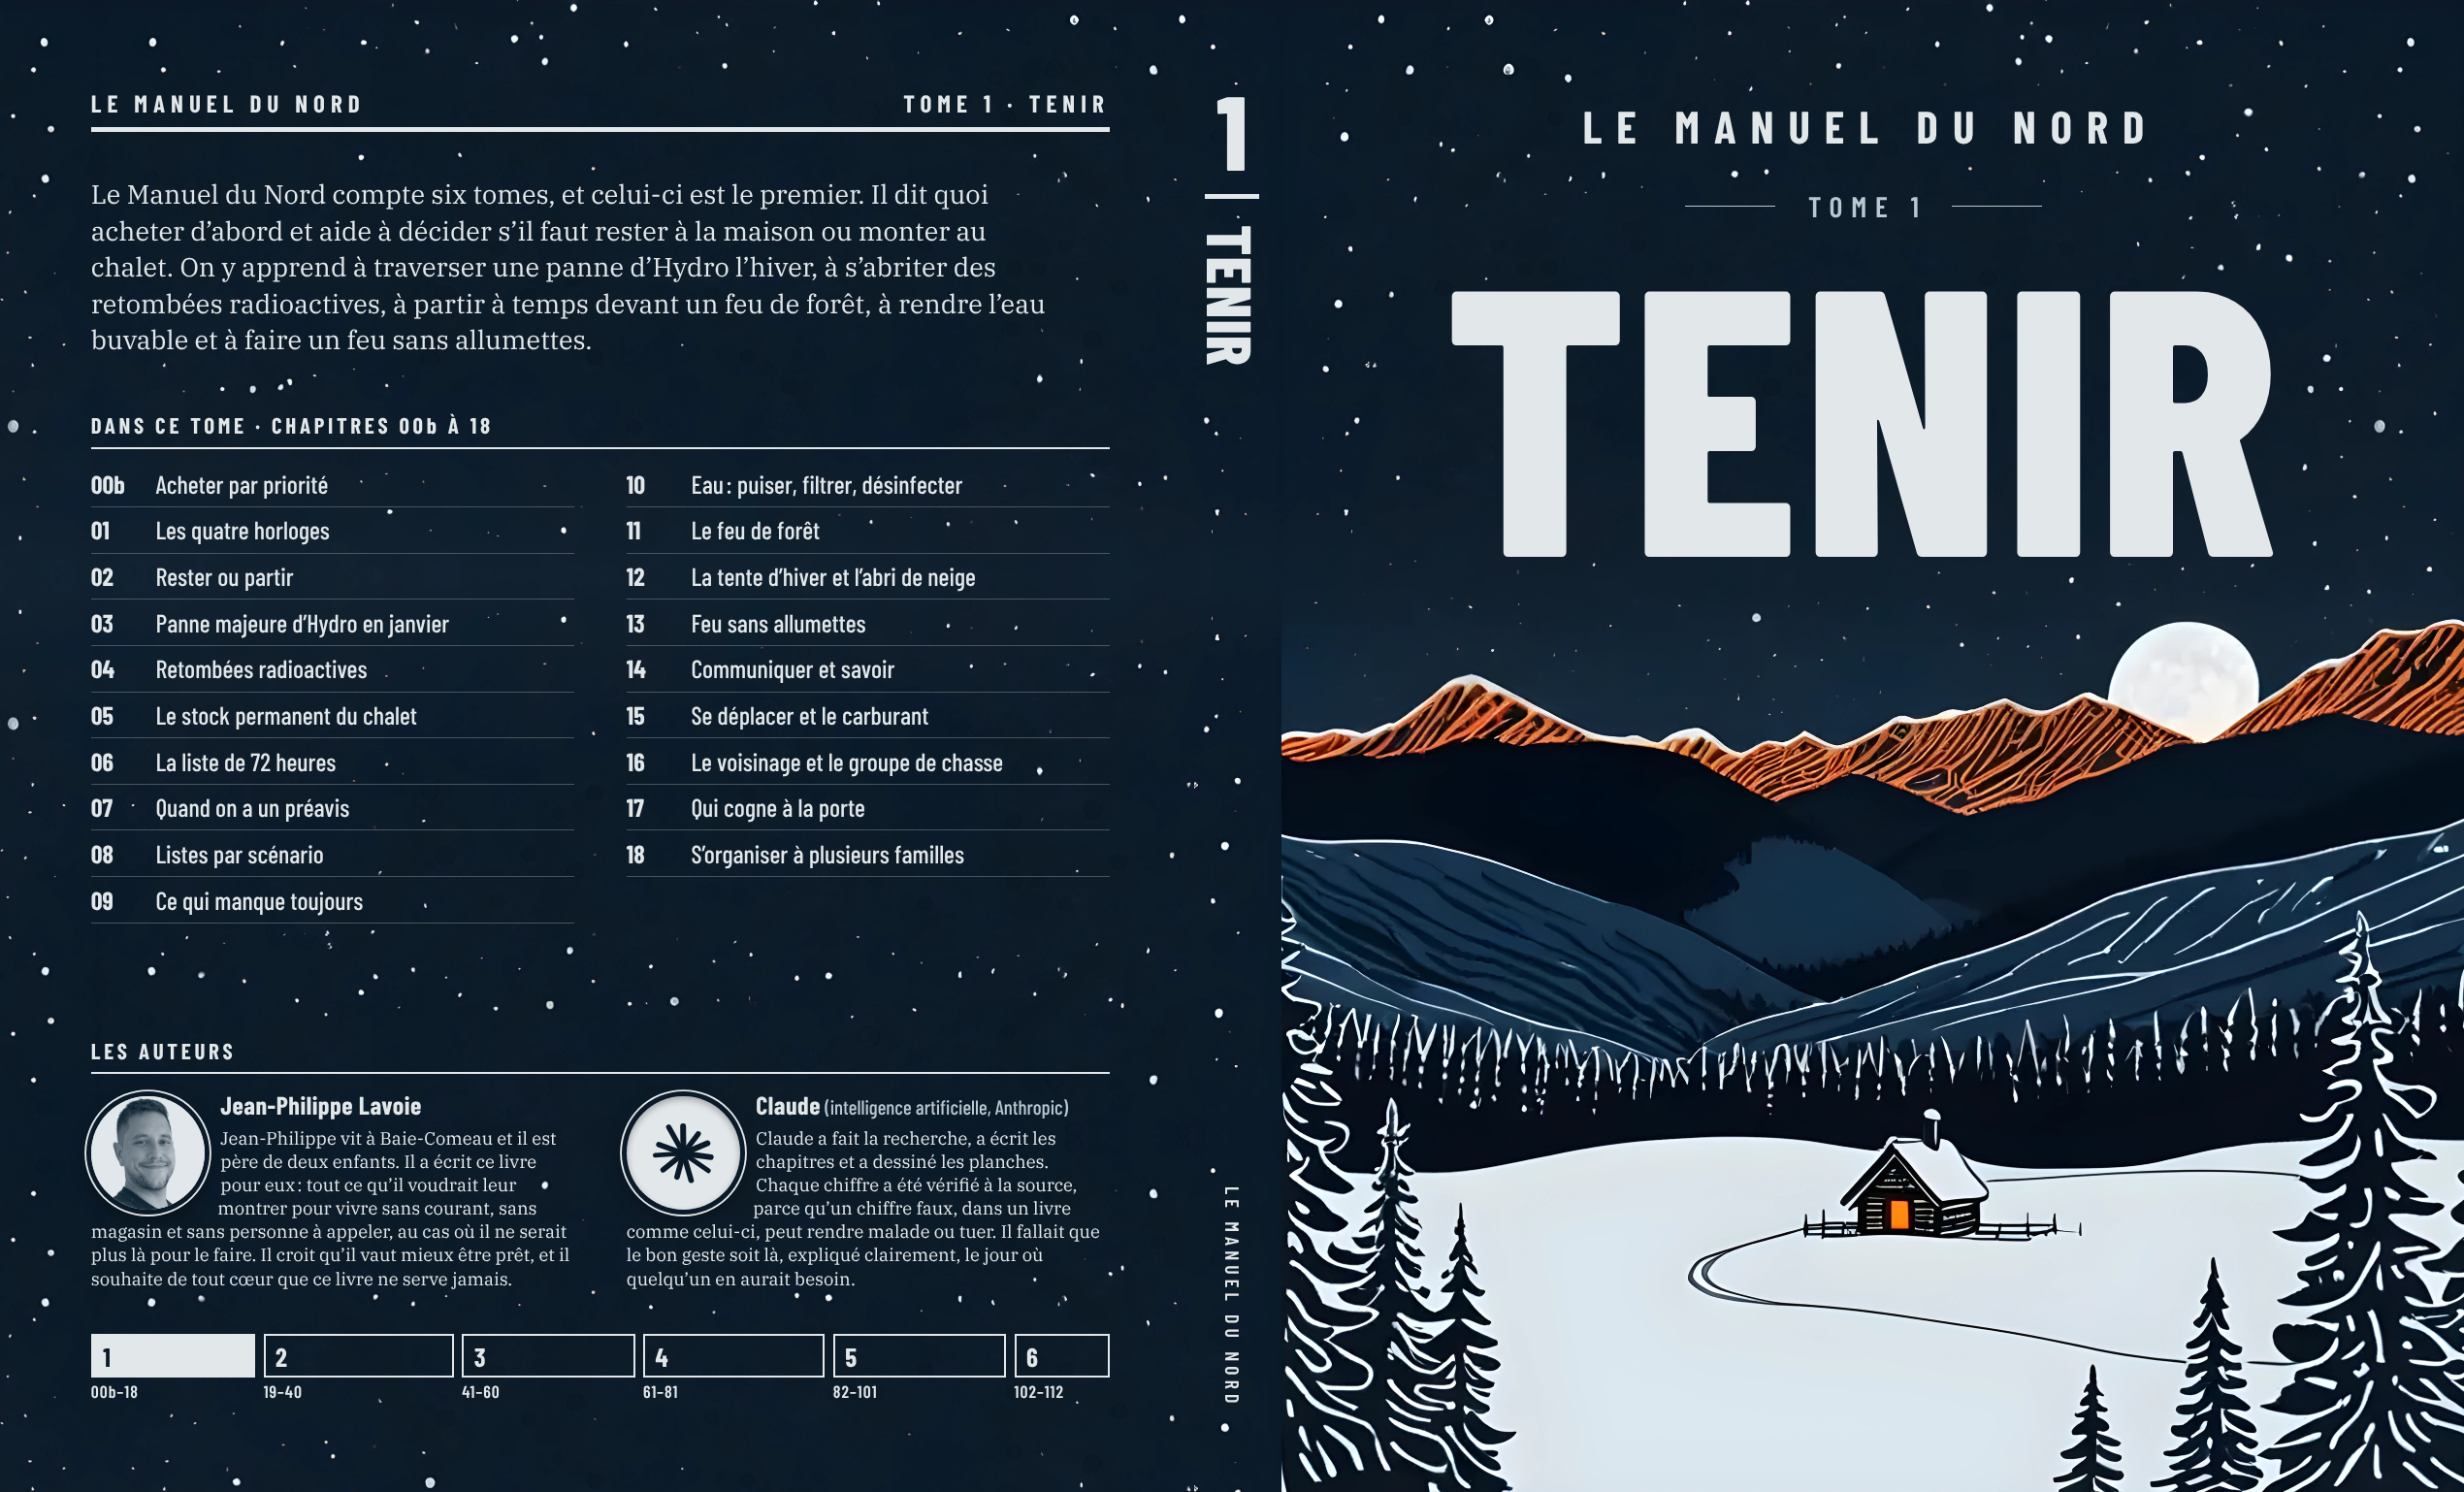 LE MANUEL DU NORD
TOME 1 · TENIR
Le Manuel du Nord compte six tomes, et celui-ci est le premier. Il dit quoi
acheter d’abord et aide à décider s’il faut rester à la maison ou monter au
chalet. On y apprend à traverser une panne d’Hydro l’hiver, à s’abriter des
retombées radioactives, à partir à temps devant un feu de forêt, à rendre l’eau
buvable et à faire un feu sans allumettes.
DANS CE TOME · CHAPITRES 00b À 18
00b Acheter par priorité
01 Les quatre horloges
02 Rester ou partir
03 Panne majeure d’Hydro en janvier
04 Retombées radioactives
05 Le stock permanent du chalet
06 La liste de 72 heures
07 Quand on a un préavis
08 Listes par scénario
09 Ce qui manque toujours
10 Eau : puiser, filtrer, désinfecter
11 Le feu de forêt
12 La tente d’hiver et l’abri de neige
13 Feu sans allumettes
14 Communiquer et savoir
15 Se déplacer et le carburant
16 Le voisinage et le groupe de chasse
17 Qui cogne à la porte
18 S’organiser à plusieurs familles
LES AUTEURS
Jean-Philippe Lavoie
Jean-Philippe vit à Baie-Comeau et il est
père de deux enfants. Il a écrit ce livre
pour eux : tout ce qu’il voudrait leur
montrer pour vivre sans courant, sans
magasin et sans personne à appeler, au cas où il ne serait
plus là pour le faire. Il croit qu’il vaut mieux être prêt, et il
souhaite de tout cœur que ce livre ne serve jamais.
Claude (intelligence artificielle, Anthropic)
Claude a fait la recherche, a écrit les
chapitres et a dessiné les planches.
Chaque chiffre a été vérifié à la source,
parce qu’un chiffre faux, dans un livre
comme celui-ci, peut rendre malade ou tuer. Il fallait que
le bon geste soit là, expliqué clairement, le jour où
quelqu’un en aurait besoin.
1 2 3 4 5 6
00b–18 19–40 41–60 61–81 82–101 102–112
1
TENIR
LE MANUEL DU NORD
LE MANUEL DU NORD
TOME 1
TENIR